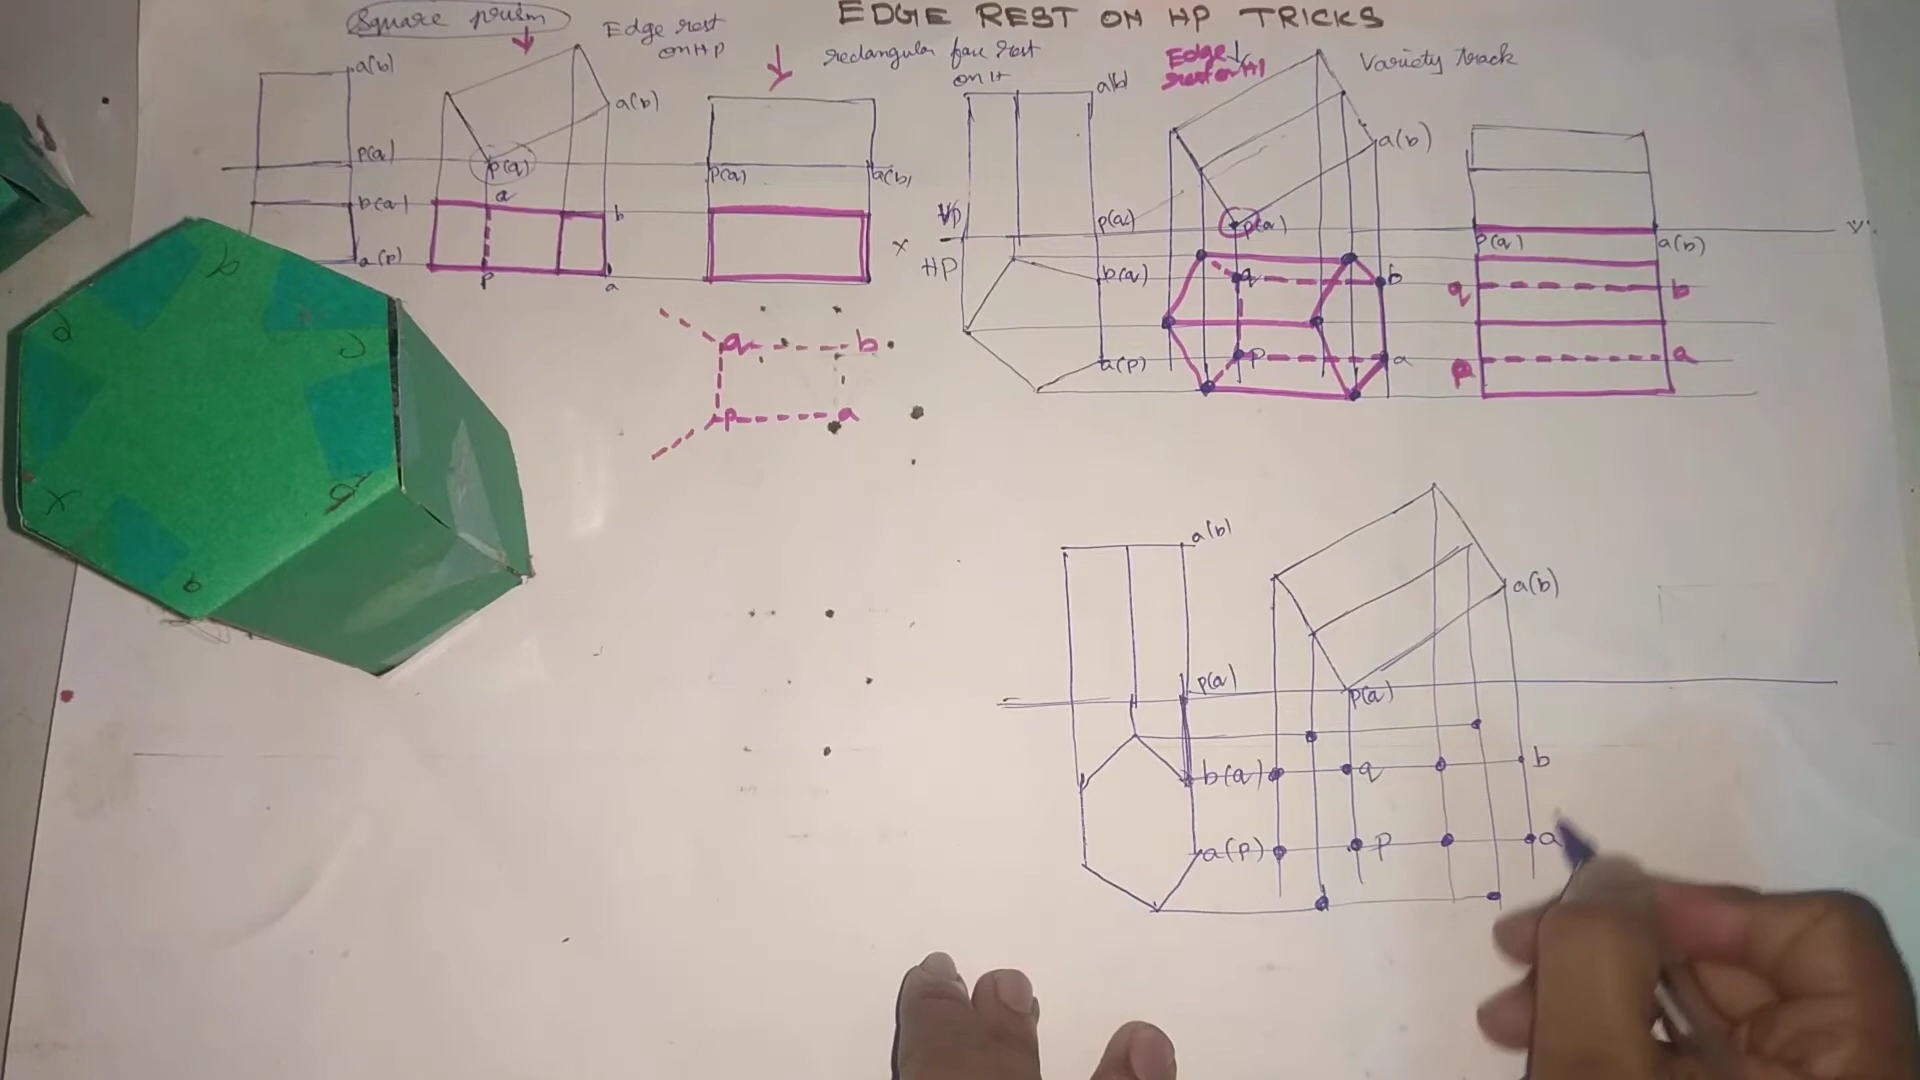 EDGE REST ON HP TRICKS
Square prism
Edge rest
on HP
rectangular face rest
on H
Edge
rest on HP
Variety track
a(b)
p(q)
b(q)
a(p)
a(b)
p(q)
a
b
p
a
p(q)
a(b)
X
VP
HP
a(b)
p(q)
b(q)
a(p)
a(b)
p(q)
q
b
p
a
p(q)
a(b)
q
b
p
a
q
b
p
a
a(b)
p(q)
b(q)
a(p)
a(b)
p(q)
q
b
p
a